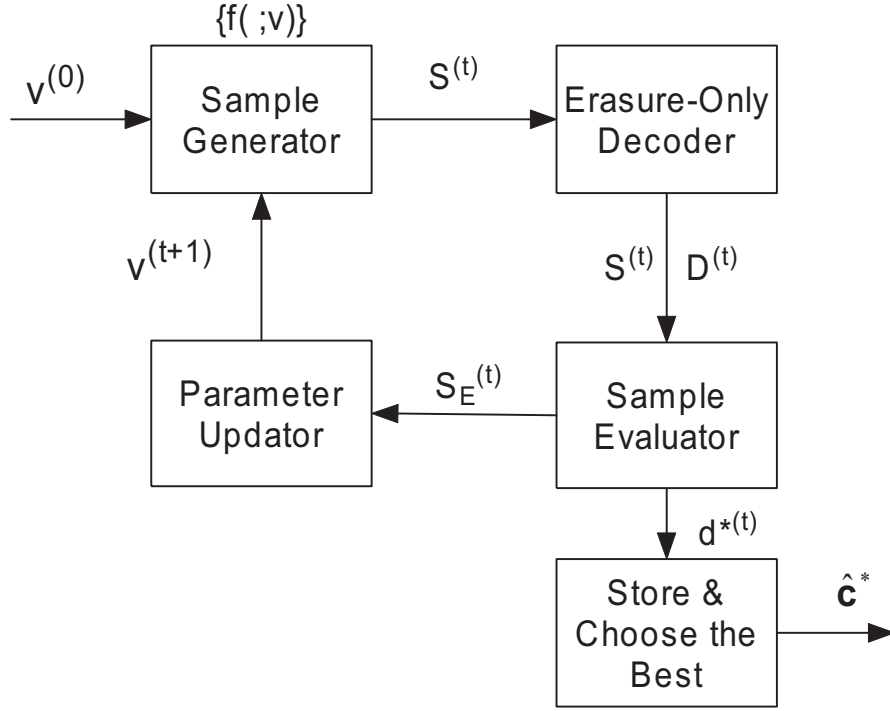 {f( ;v)}
v(0)
Sample
Generator
S(t)
Erasure-Only
Decoder
v(t+1)
S(t) D(t)
Parameter
Updator
SE(t)
Sample
Evaluator
d*(t)
Store &
Choose the
Best
ĉ*